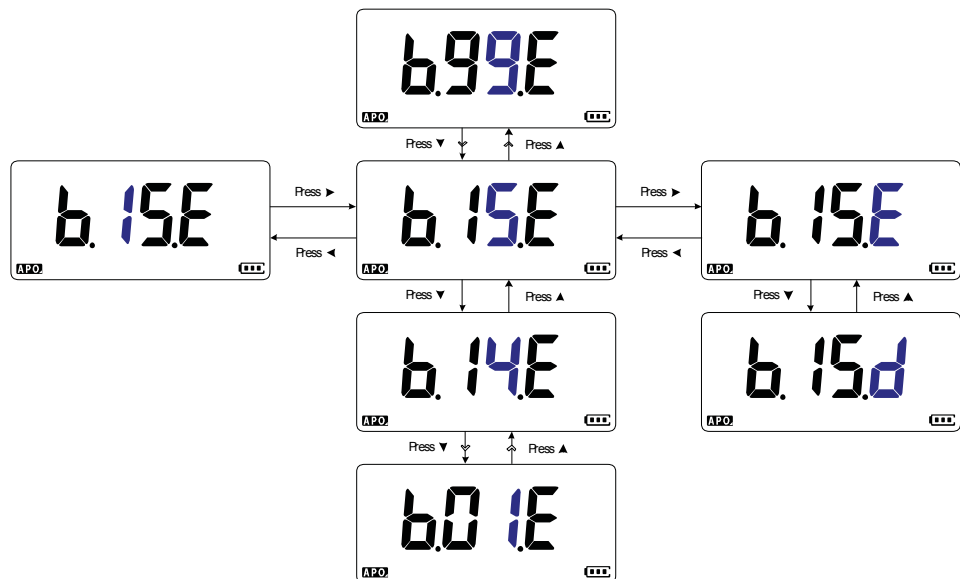 b.99.E
APO
Press ▼ Press ▲
b.15.E
APO
Press ►
Press ◄
b.15.E
APO
Press ►
Press ◄
b.15.E
APO
Press ▼ Press ▲
Press ▼ Press ▲
b.14.E
APO
b.15.d
APO
Press ▼ Press ▲
b.01.E
APO